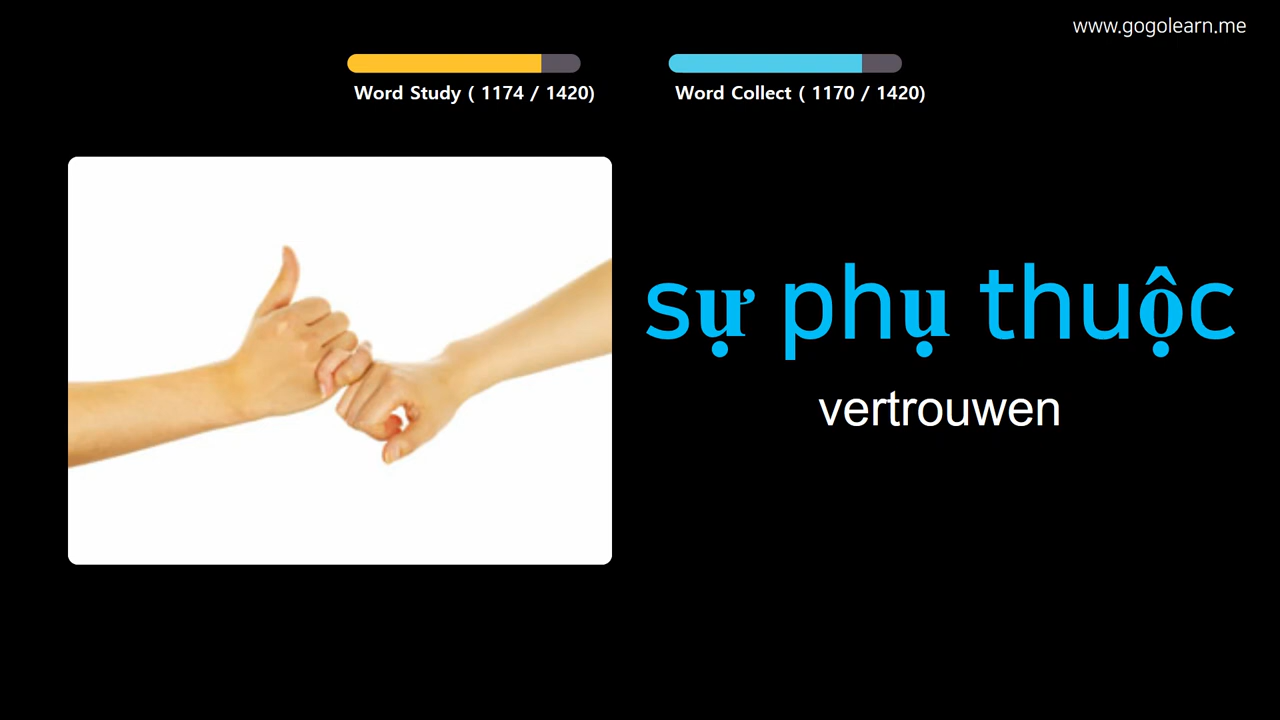 www.gogolearn.me
Word Study ( 1174 / 1420)
Word Collect ( 1170 / 1420)
sự phụ thuộc
vertrouwen